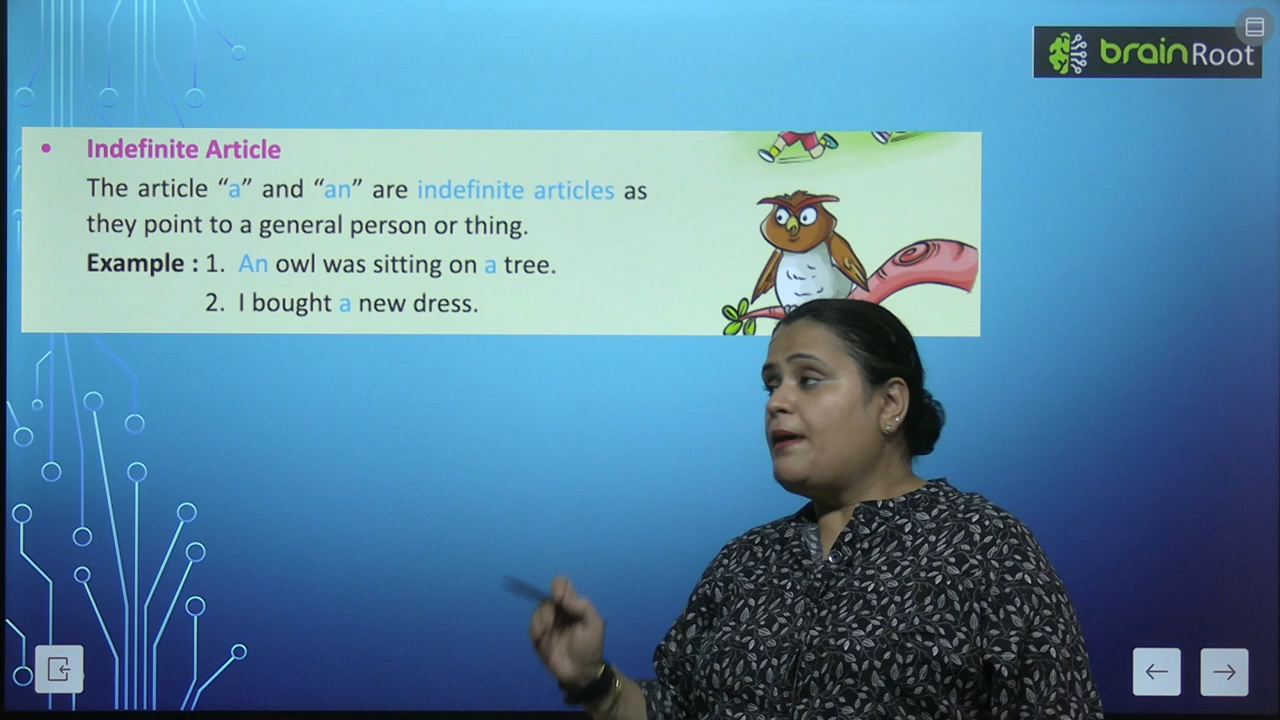 brainRoot
• Indefinite Article
The article “a” and “an” are indefinite articles as
they point to a general person or thing.
Example : 1. An owl was sitting on a tree.
2. I bought a new dress.